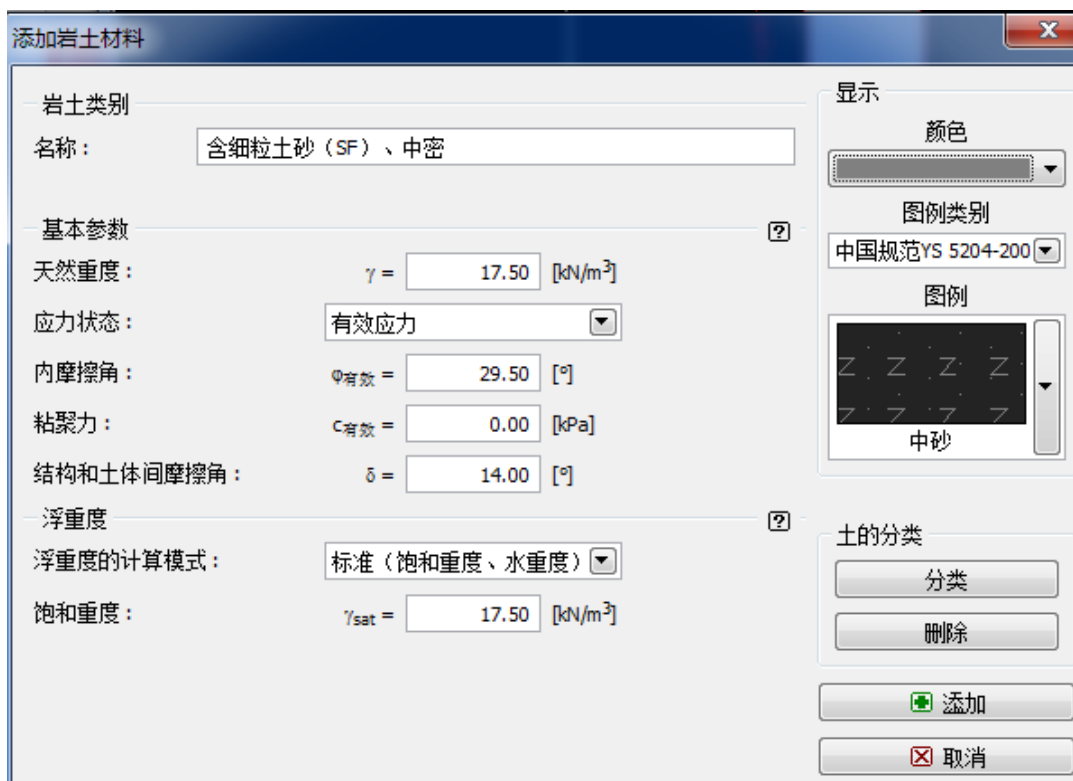 添加岩土材料
岩土类别
名称： 含细粒土砂（SF）、中密
基本参数
天然重度： γ = 17.50 [kN/m³]
应力状态： 有效应力
内摩擦角： φ有效 = 29.50 [°]
粘聚力： c有效 = 0.00 [kPa]
结构和土体间摩擦角： δ = 14.00 [°]
浮重度
浮重度的计算模式： 标准（饱和重度、水重度）
饱和重度： γsat = 17.50 [kN/m³]
显示
颜色
图例类别
中国规范YS 5204-200
图例
中砂
土的分类
分类
删除
添加
取消